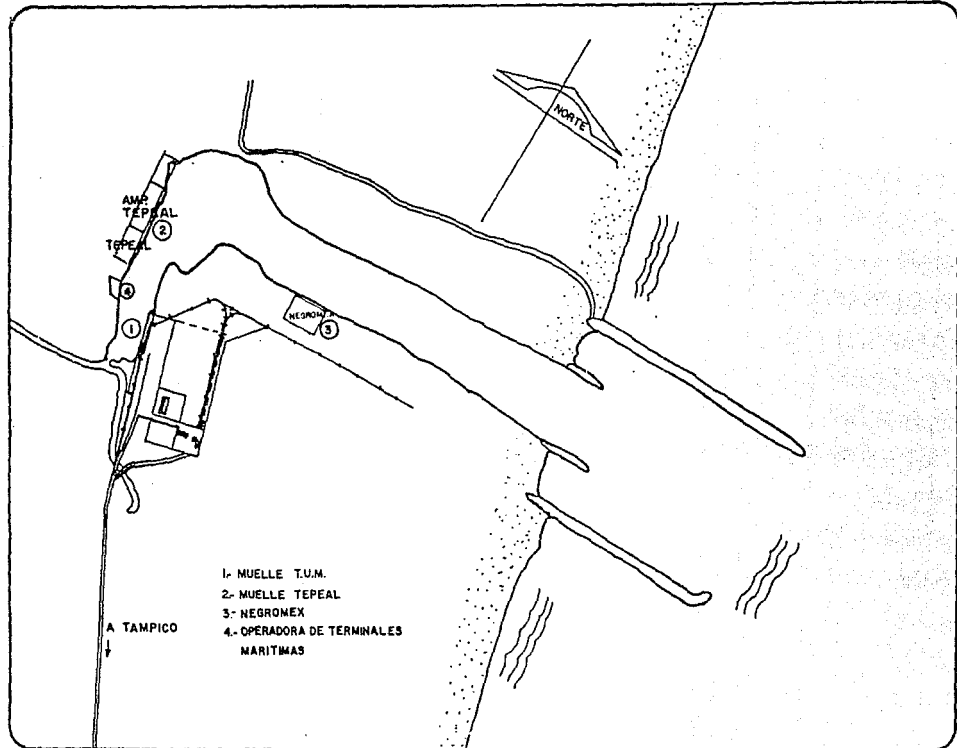 NORTE
AMP.
TEPEAL
2
TEPEAL
4
1
3
1.- MUELLE T.U.M.
2.- MUELLE TEPEAL
3.- NEGROMEX
4.- OPERADORA DE TERMINALES
MARITIMAS
A TAMPICO